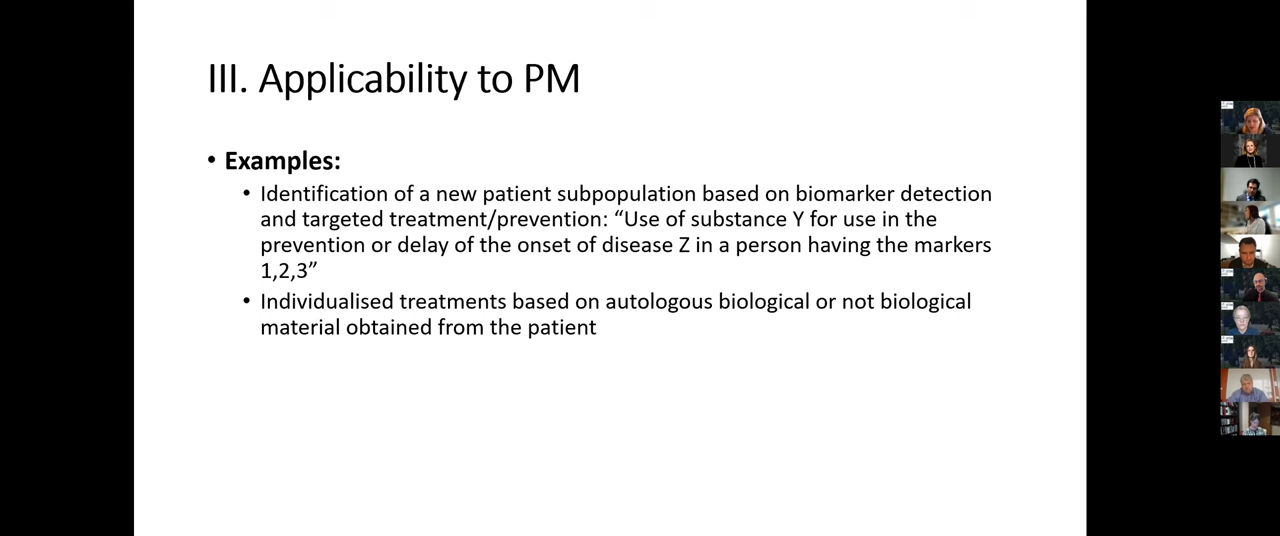 III. Applicability to PM
• Examples:
• Identification of a new patient subpopulation based on biomarker detection
and targeted treatment/prevention: “Use of substance Y for use in the
prevention or delay of the onset of disease Z in a person having the markers
1,2,3”
• Individualised treatments based on autologous biological or not biological
material obtained from the patient